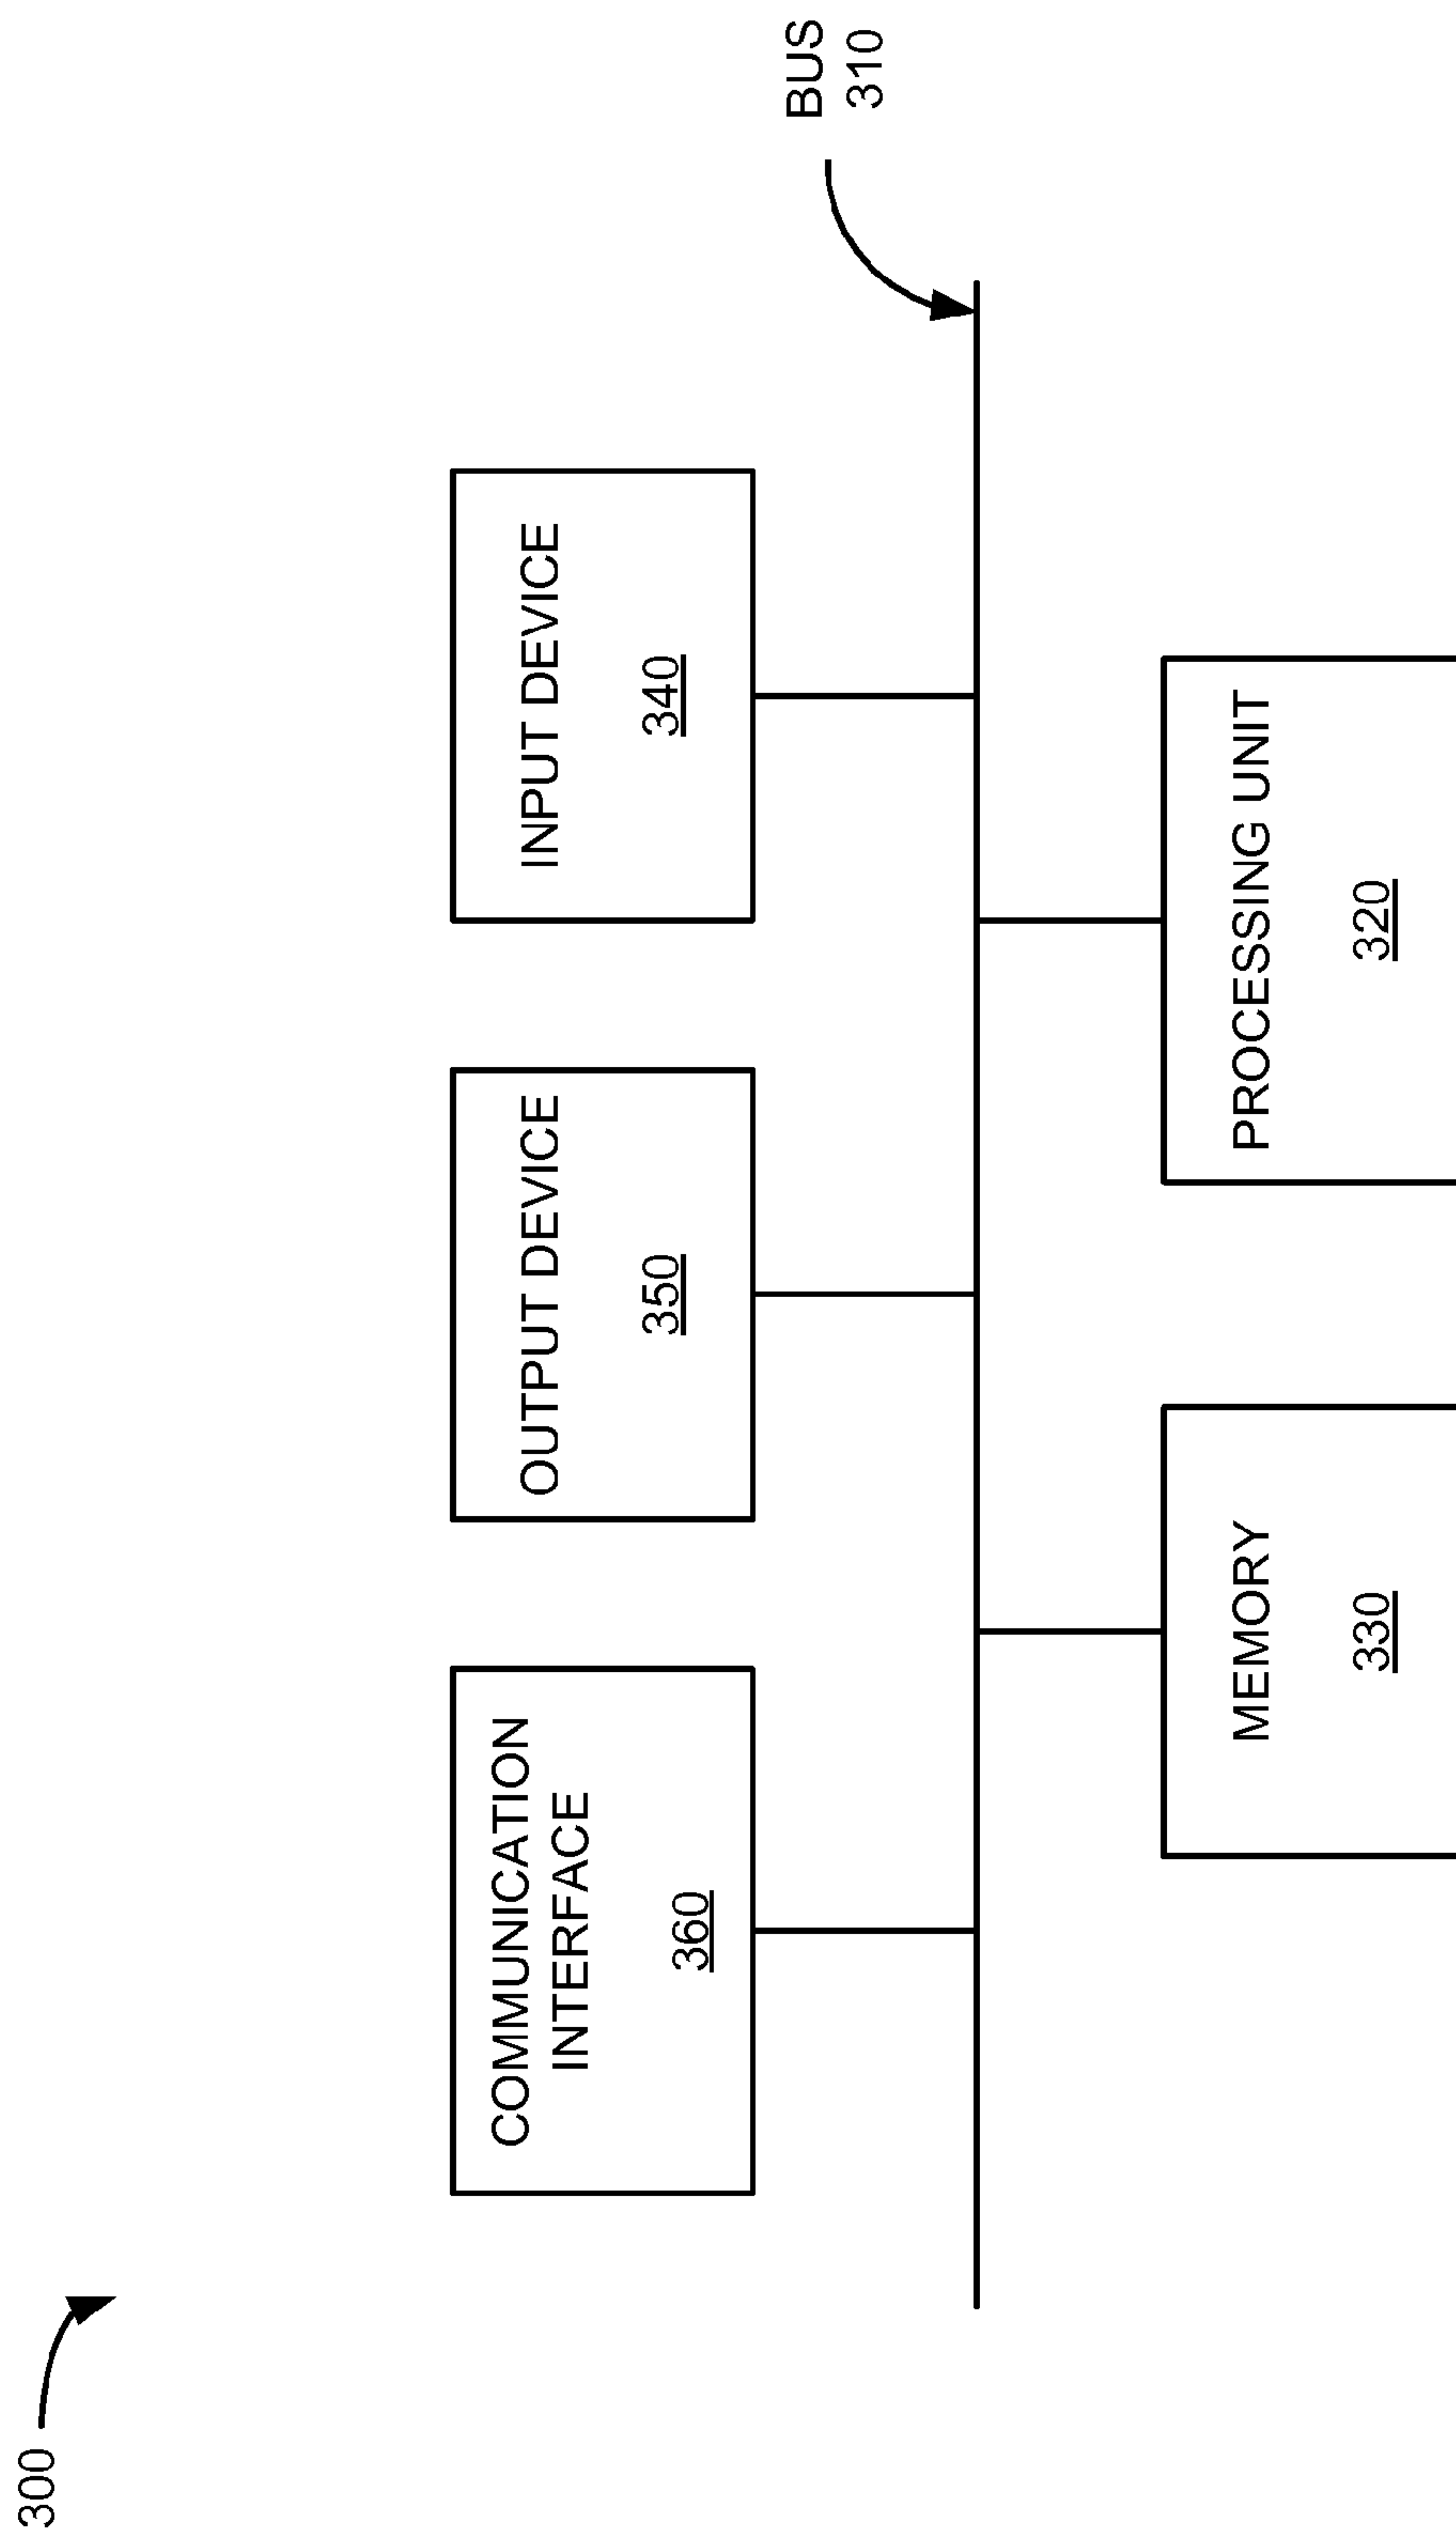 300
COMMUNICATION
INTERFACE
360
OUTPUT DEVICE
350
INPUT DEVICE
340
BUS
310
MEMORY
330
PROCESSING UNIT
320